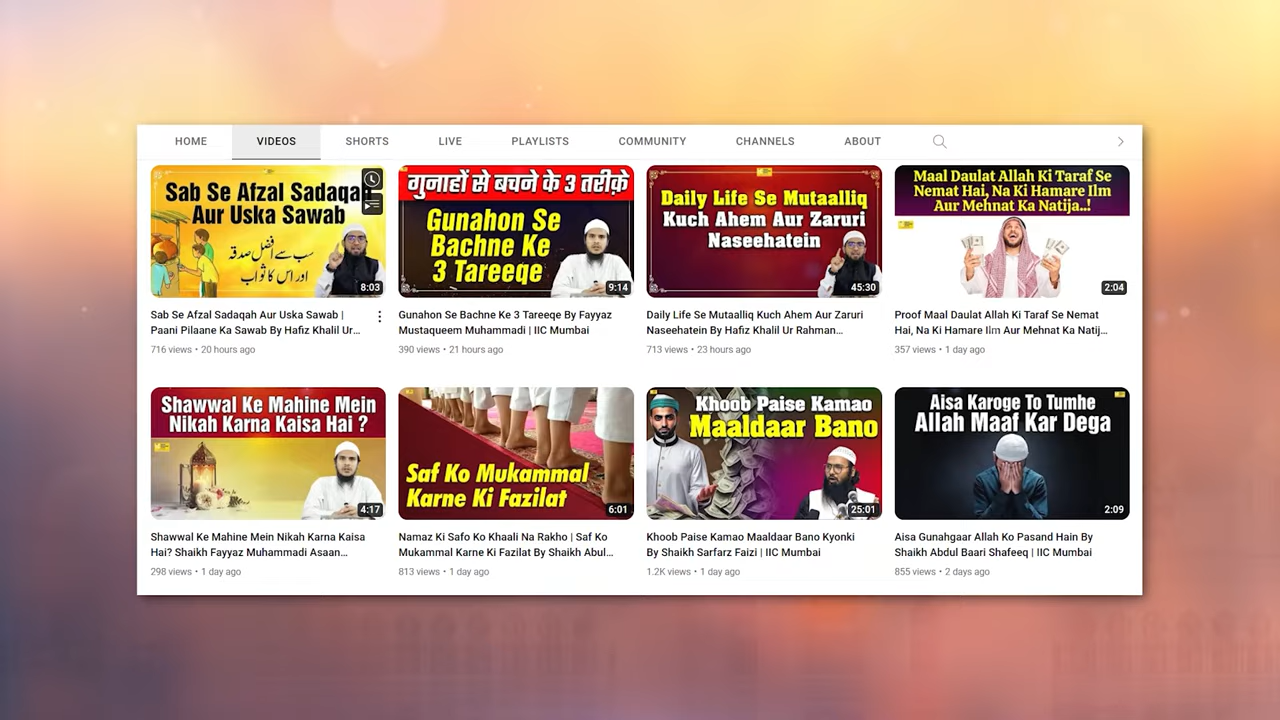 HOME VIDEOS SHORTS LIVE PLAYLISTS COMMUNITY CHANNELS ABOUT
Sab Se Afzal Sadaqah
Aur Uska Sawab
سب سے افضل صدقہ
اور اس کا ثواب
8:03
Sab Se Afzal Sadaqah Aur Uska Sawab |
Paani Pilaane Ka Sawab By Hafiz Khalil Ur...
716 views • 20 hours ago
गुनाहों से बचने के 3 तरीक़े
Gunahon Se
Bachne Ke
3 Tareeqe
9:14
Gunahon Se Bachne Ke 3 Tareeqe By Fayyaz
Mustaqueem Muhammadi | IIC Mumbai
390 views • 21 hours ago
Daily Life Se Mutaalliq
Kuch Ahem Aur Zaruri
Naseehatein
45:30
Daily Life Se Mutaalliq Kuch Ahem Aur Zaruri
Naseehatein By Hafiz Khalil Ur Rahman...
713 views • 23 hours ago
Maal Daulat Allah Ki Taraf Se
Nemat Hai, Na Ki Hamare Ilm
Aur Mehnat Ka Natija..!
2:04
Proof Maal Daulat Allah Ki Taraf Se Nemat
Hai, Na Ki Hamare Ilm Aur Mehnat Ka Natij...
357 views • 1 day ago
Shawwal Ke Mahine Mein
Nikah Karna Kaisa Hai ?
4:17
Shawwal Ke Mahine Mein Nikah Karna Kaisa
Hai? Shaikh Fayyaz Muhammadi Asaan...
298 views • 1 day ago
Saf Ko Mukammal
Karne Ki Fazilat
6:01
Namaz Ki Safo Ko Khaali Na Rakho | Saf Ko
Mukammal Karne Ki Fazilat By Shaikh Abul...
813 views • 1 day ago
Khoob Paise Kamao
Maaldaar Bano
25:01
Khoob Paise Kamao Maaldaar Bano Kyonki
By Shaikh Sarfarz Faizi | IIC Mumbai
1.2K views • 1 day ago
Aisa Karoge To Tumhe
Allah Maaf Kar Dega
2:09
Aisa Gunahgaar Allah Ko Pasand Hain By
Shaikh Abdul Baari Shafeeq | IIC Mumbai
855 views • 2 days ago